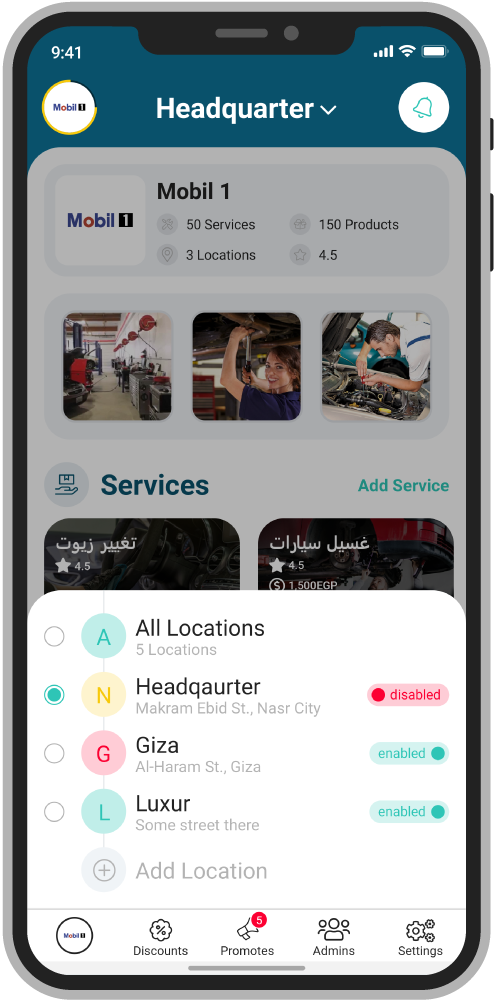 9:41
Mobil 1
Headquarter
Mobil 1
Mobil 1
50 Services
150 Products
3 Locations
4.5
Services
Add Service
تغيير زيوت
4.5
غسيل سيارات
4.5
1,500EGP
A
All Locations
5 Locations
N
Headqaurter
Makram Ebid St., Nasr City
disabled
G
Giza
Al-Haram St., Giza
enabled
L
Luxur
Some street there
enabled
Add Location
Mobil 1
Discounts
5
Promotes
Admins
Settings